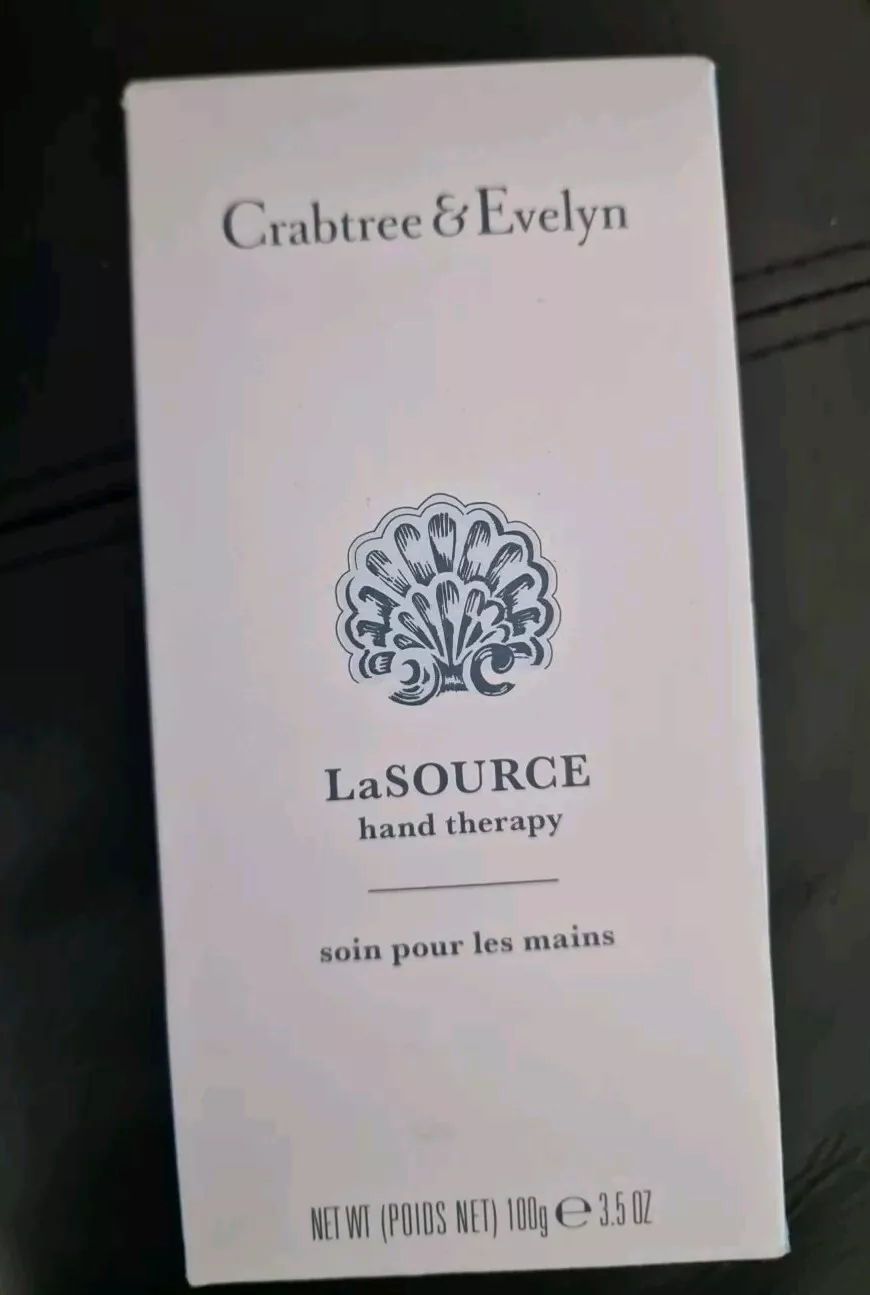 Crabtree & Evelyn
LaSOURCE
hand therapy
soin pour les mains
NET WT (POIDS NET) 100g ℮ 3.5 OZ